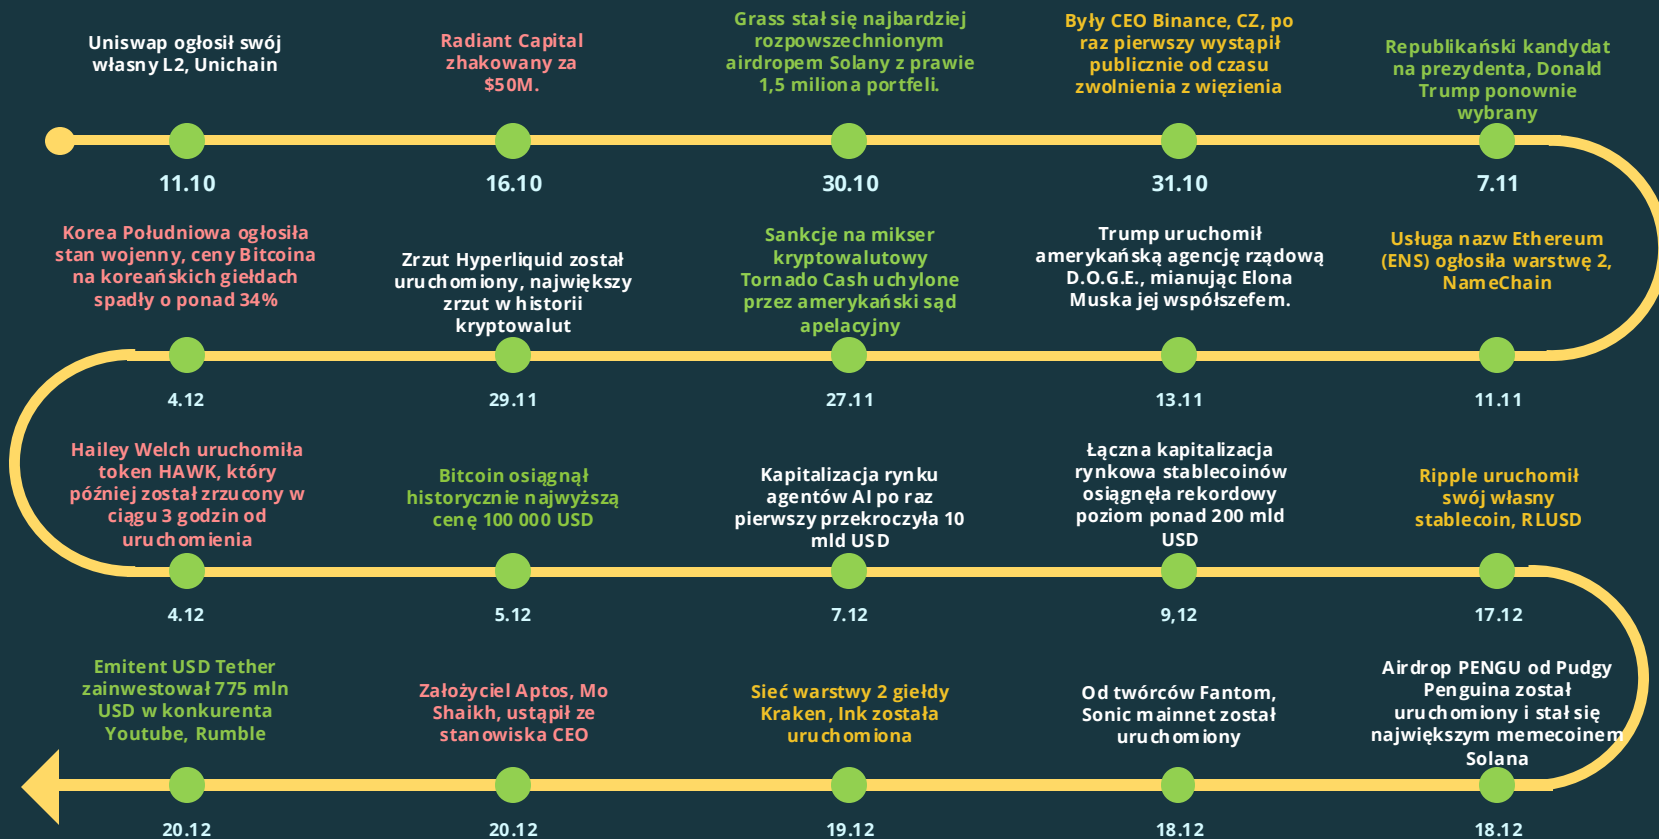 Uniswap ogłosił swój
własny L2, Unichain
11.10
Radiant Capital
zhakowany za
$50M.
16.10
Grass stał się najbardziej
rozpowszechnionym
airdropem Solany z prawie
1,5 miliona portfeli.
30.10
Były CEO Binance, CZ, po
raz pierwszy wystąpił
publicznie od czasu
zwolnienia z więzienia
31.10
Republikański kandydat
na prezydenta, Donald
Trump ponownie
wybrany
7.11
Usługa nazw Ethereum
(ENS) ogłosiła warstwę 2,
NameChain
11.11
Trump uruchomił
amerykańską agencję rządową
D.O.G.E., mianując Elona
Muska jej współszefem.
13.11
Sankcje na mikser
kryptowalutowy
Tornado Cash uchylone
przez amerykański sąd
apelacyjny
27.11
Zrzut Hyperliquid został
uruchomiony, największy
zrzut w historii
kryptowalut
29.11
Korea Południowa ogłosiła
stan wojenny, ceny Bitcoina
na koreańskich giełdach
spadły o ponad 34%
4.12
Hailey Welch uruchomiła
token HAWK, który
później został zrzucony w
ciągu 3 godzin od
uruchomienia
4.12
Bitcoin osiągnął
historycznie najwyższą
cenę 100 000 USD
5.12
Kapitalizacja rynku
agentów AI po raz
pierwszy przekroczyła 10
mld USD
7.12
Łączna kapitalizacja
rynkowa stablecoinów
osiągnęła rekordowy
poziom ponad 200 mld
USD
9,12
Ripple uruchomił
swój własny
stablecoin, RLUSD
17.12
Airdrop PENGU od Pudgy
Penguina został
uruchomiony i stał się
największym memecoinem
Solana
18.12
Od twórców Fantom,
Sonic mainnet został
uruchomiony
18.12
Sieć warstwy 2 giełdy
Kraken, Ink została
uruchomiona
19.12
Założyciel Aptos, Mo
Shaikh, ustąpił ze
stanowiska CEO
20.12
Emitent USD Tether
zainwestował 775 mln
USD w konkurenta
Youtube, Rumble
20.12